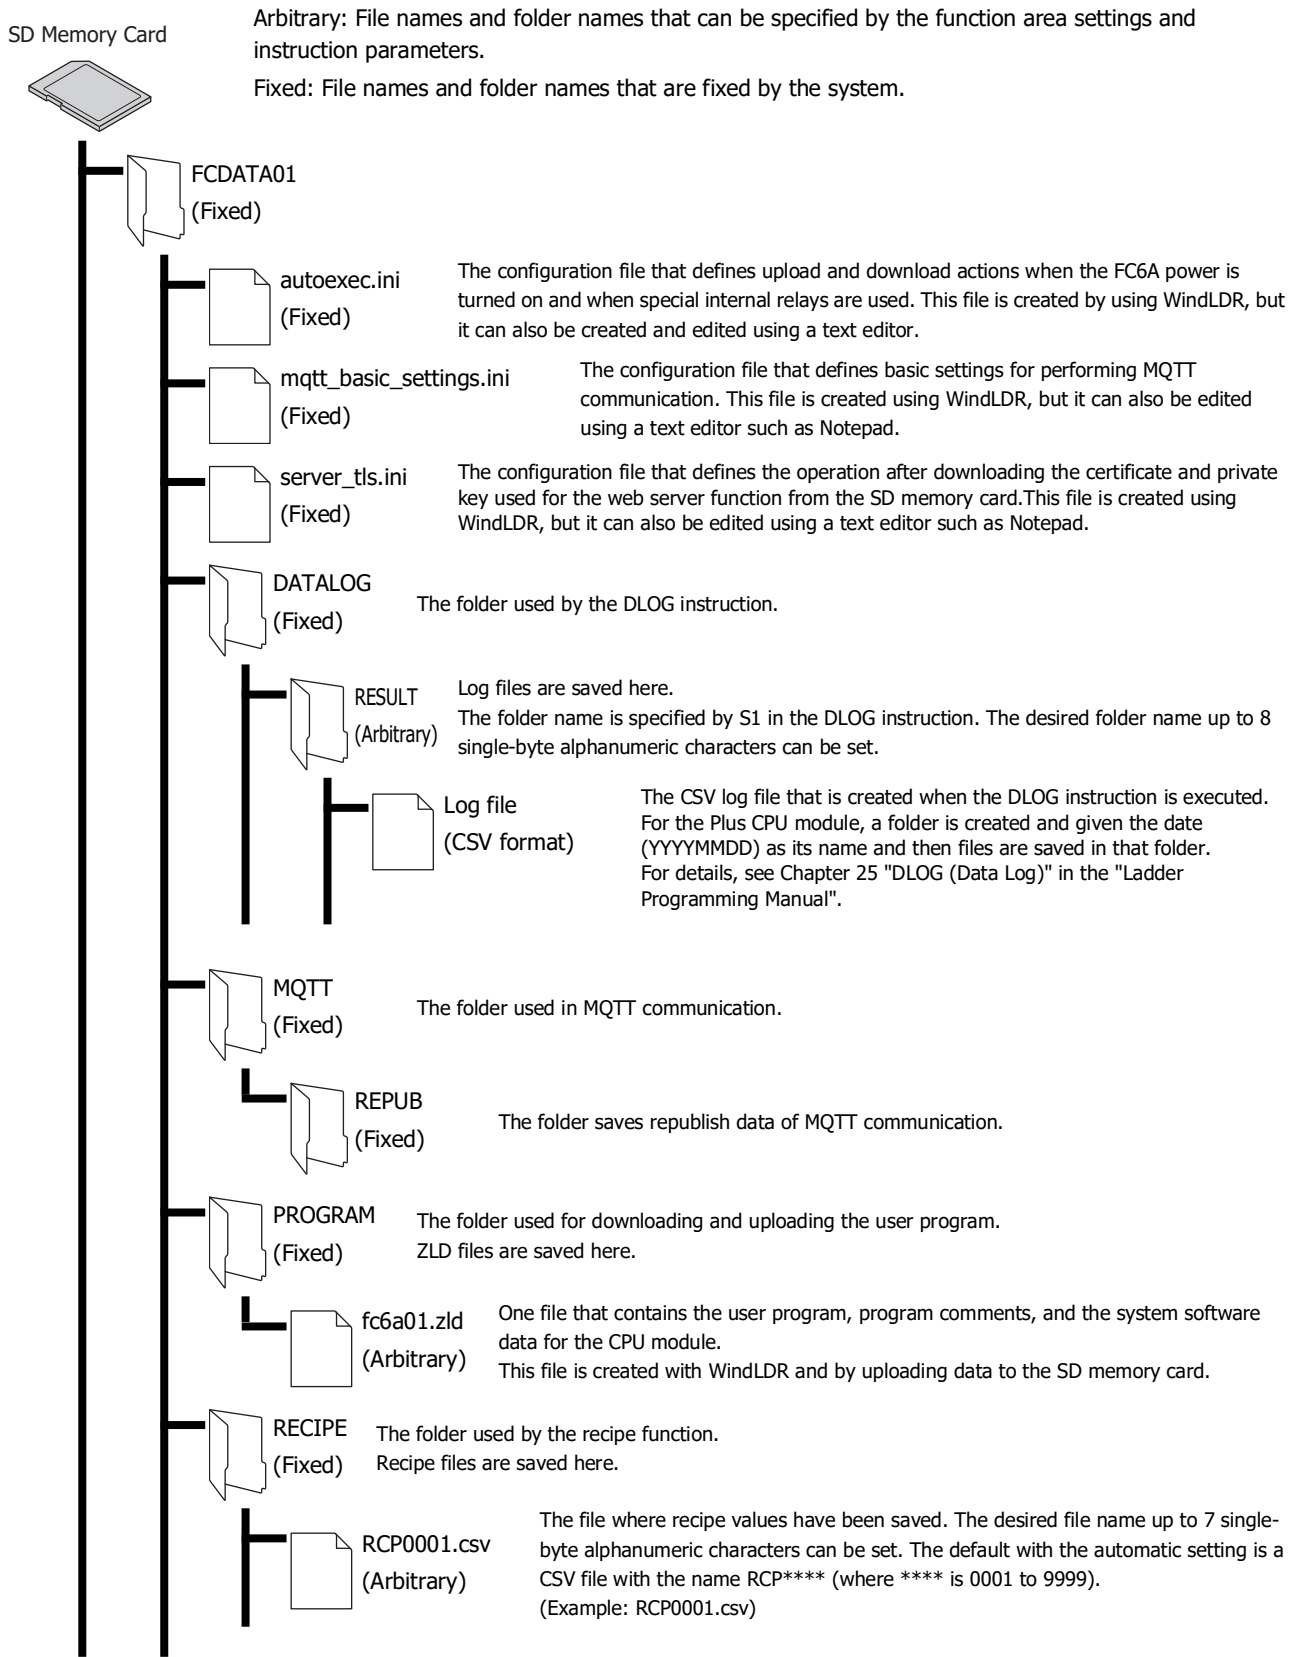 SD Memory Card
Arbitrary: File names and folder names that can be specified by the function area settings and
instruction parameters.
Fixed: File names and folder names that are fixed by the system.
FCDATA01
(Fixed)
autoexec.ini
(Fixed)
The configuration file that defines upload and download actions when the FC6A power is
turned on and when special internal relays are used. This file is created by using WindLDR, but
it can also be created and edited using a text editor.
mqtt_basic_settings.ini
(Fixed)
The configuration file that defines basic settings for performing MQTT
communication. This file is created using WindLDR, but it can also be edited
using a text editor such as Notepad.
server_tls.ini
(Fixed)
The configuration file that defines the operation after downloading the certificate and private
key used for the web server function from the SD memory card.This file is created using
WindLDR, but it can also be edited using a text editor such as Notepad.
DATALOG
(Fixed)
The folder used by the DLOG instruction.
RESULT
(Arbitrary)
Log files are saved here.
The folder name is specified by S1 in the DLOG instruction. The desired folder name up to 8
single-byte alphanumeric characters can be set.
Log file
(CSV format)
The CSV log file that is created when the DLOG instruction is executed.
For the Plus CPU module, a folder is created and given the date
(YYYYMMDD) as its name and then files are saved in that folder.
For details, see Chapter 25 "DLOG (Data Log)" in the "Ladder
Programming Manual".
MQTT
(Fixed)
The folder used in MQTT communication.
REPUB
(Fixed)
The folder saves republish data of MQTT communication.
PROGRAM
(Fixed)
The folder used for downloading and uploading the user program.
ZLD files are saved here.
fc6a01.zld
(Arbitrary)
One file that contains the user program, program comments, and the system software
data for the CPU module.
This file is created with WindLDR and by uploading data to the SD memory card.
RECIPE
(Fixed)
The folder used by the recipe function.
Recipe files are saved here.
RCP0001.csv
(Arbitrary)
The file where recipe values have been saved. The desired file name up to 7 single-
byte alphanumeric characters can be set. The default with the automatic setting is a
CSV file with the name RCP**** (where **** is 0001 to 9999).
(Example: RCP0001.csv)